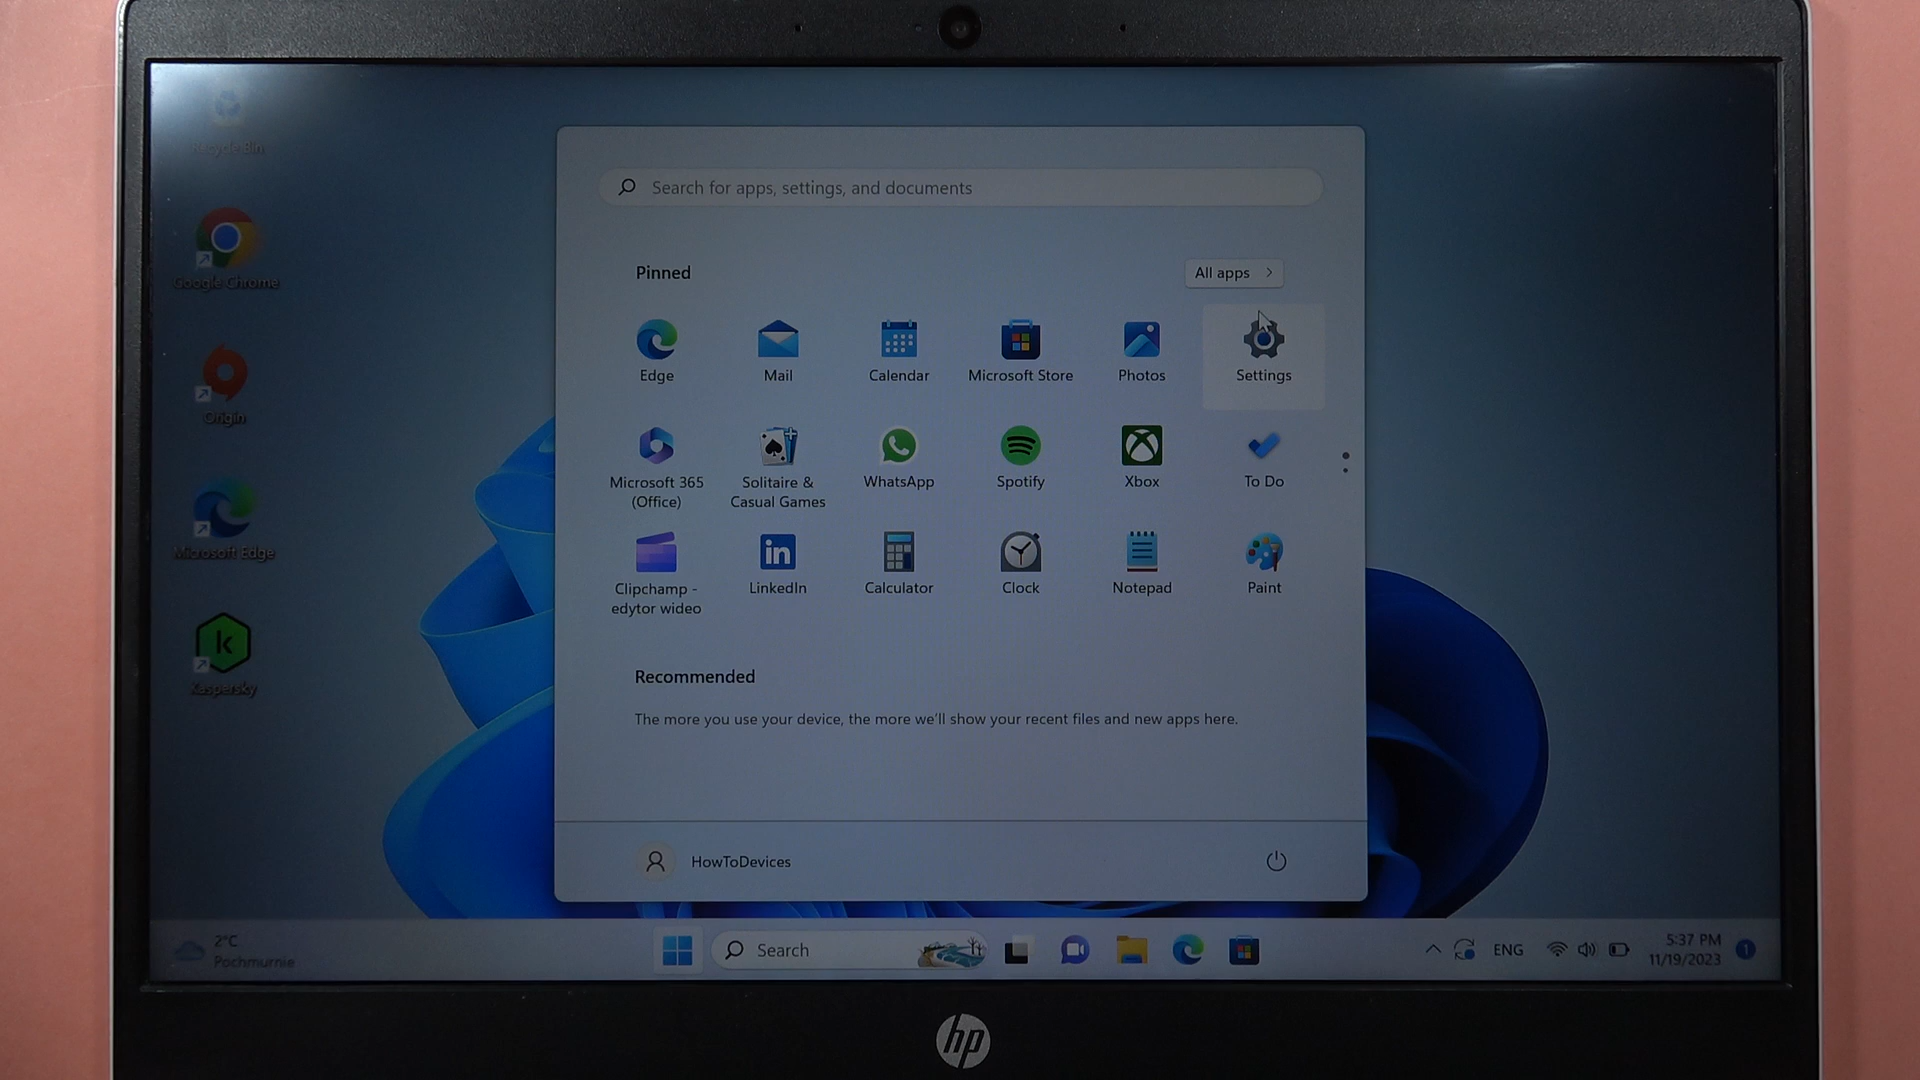 Recycle Bin
Google Chrome
Origin
Microsoft Edge
Kaspersky
Search for apps, settings, and documents
Pinned
All apps
Edge
Mail
Calendar
Microsoft Store
Photos
Settings
Microsoft 365
(Office)
Solitaire &
Casual Games
WhatsApp
Spotify
Xbox
To Do
Clipchamp -
edytor wideo
LinkedIn
Calculator
Clock
Notepad
Paint
Recommended
The more you use your device, the more we'll show your recent files and new apps here.
HowToDevices
2°C
Pochmurnie
Search
ENG
5:37 PM
11/19/2023
1
hp